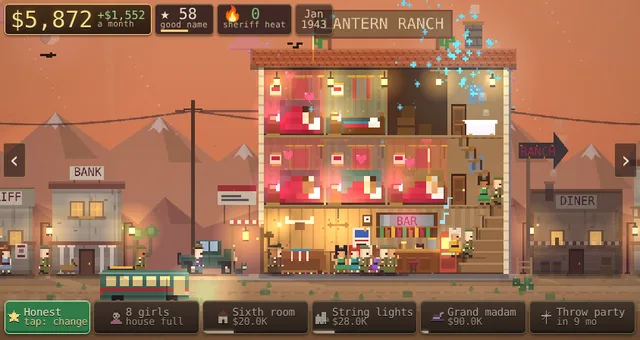 $5,872 +$1,552
a month
★ 58
good name
0
sheriff heat
Jan
1943
ANTERN RANCH
BANK
IFF
RANCH
DINER
BAR
Honest
tap: change
8 girls
house full
Sixth room
$20.0K
String lights
$28.0K
Grand madam
$90.0K
Throw party
in 9 mo